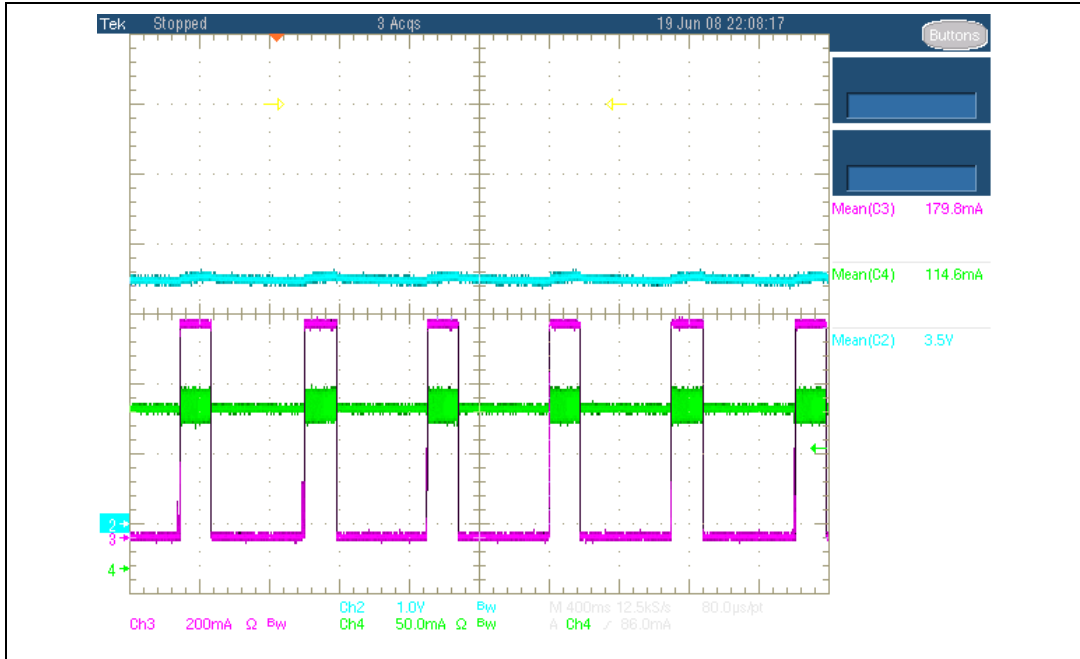 Tek Stopped 3 Acqs 19 Jun 08 22:08:17
Buttons
Mean(C3) 179.8mA
Mean(C4) 114.6mA
Mean(C2) 3.5V
2
3
4
Ch2 1.0V Bw M 400ms 12.5kS/s 80.0µs/pt
Ch3 200mA Ω Bw Ch4 50.0mA Ω Bw A Ch4 / 86.0mA